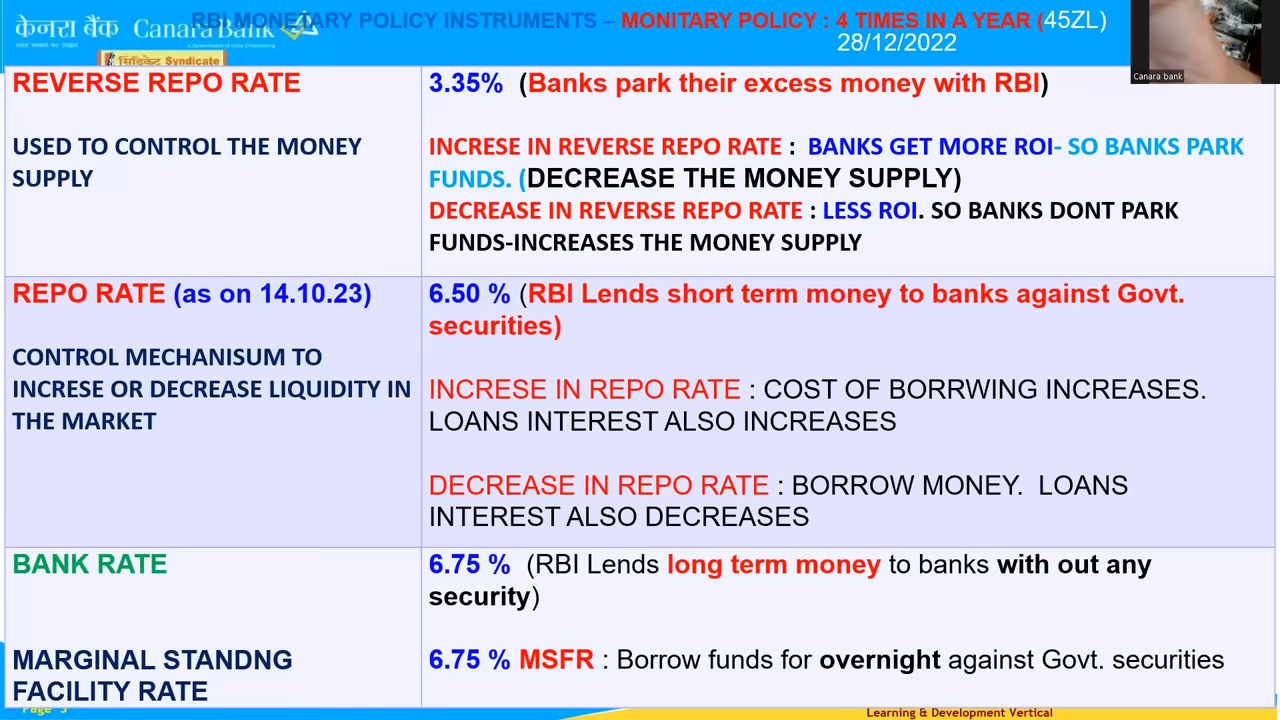 RBI MONETARY POLICY INSTRUMENTS – MONITARY POLICY : 4 TIMES IN A YEAR (45ZL)
28/12/2022
केनरा बैंक Canara Bank
A Government of India Undertaking
सिंडिकेट Syndicate
Canara bank
REVERSE REPO RATE
USED TO CONTROL THE MONEY
SUPPLY
3.35% (Banks park their excess money with RBI)
INCRESE IN REVERSE REPO RATE : BANKS GET MORE ROI- SO BANKS PARK
FUNDS. (DECREASE THE MONEY SUPPLY)
DECREASE IN REVERSE REPO RATE : LESS ROI. SO BANKS DONT PARK
FUNDS-INCREASES THE MONEY SUPPLY
REPO RATE (as on 14.10.23)
CONTROL MECHANISUM TO
INCRESE OR DECREASE LIQUIDITY IN
THE MARKET
6.50 % (RBI Lends short term money to banks against Govt.
securities)
INCRESE IN REPO RATE : COST OF BORRWING INCREASES.
LOANS INTEREST ALSO INCREASES
DECREASE IN REPO RATE : BORROW MONEY. LOANS
INTEREST ALSO DECREASES
BANK RATE
6.75 % (RBI Lends long term money to banks with out any
security)
MARGINAL STANDNG
FACILITY RATE
6.75 % MSFR : Borrow funds for overnight against Govt. securities
Page 3
Learning & Development Vertical